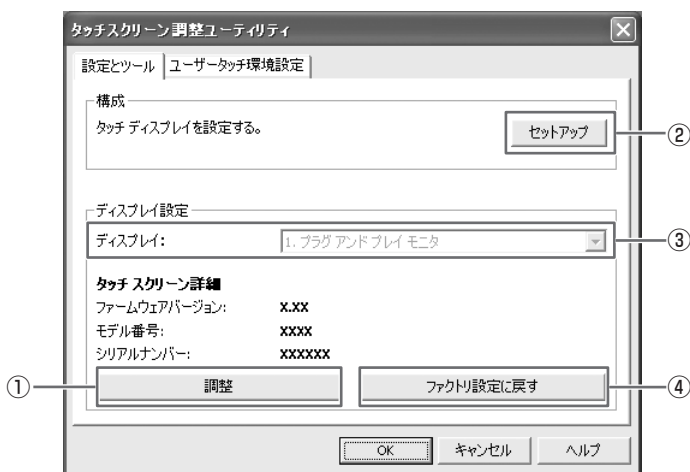 タッチスクリーン調整ユーティリティ
設定とツール ユーザータッチ環境設定
構成
タッチ ディスプレイを設定する。
セットアップ
②
ディスプレイ設定
ディスプレイ: 1. プラグ アンド プレイ モニタ
③
タッチ スクリーン詳細
ファームウェアバージョン: x.xx
モデル番号: xxxx
シリアルナンバー: xxxxxx
① 調整 ファクトリ設定に戻す ④
OK キャンセル ヘルプ